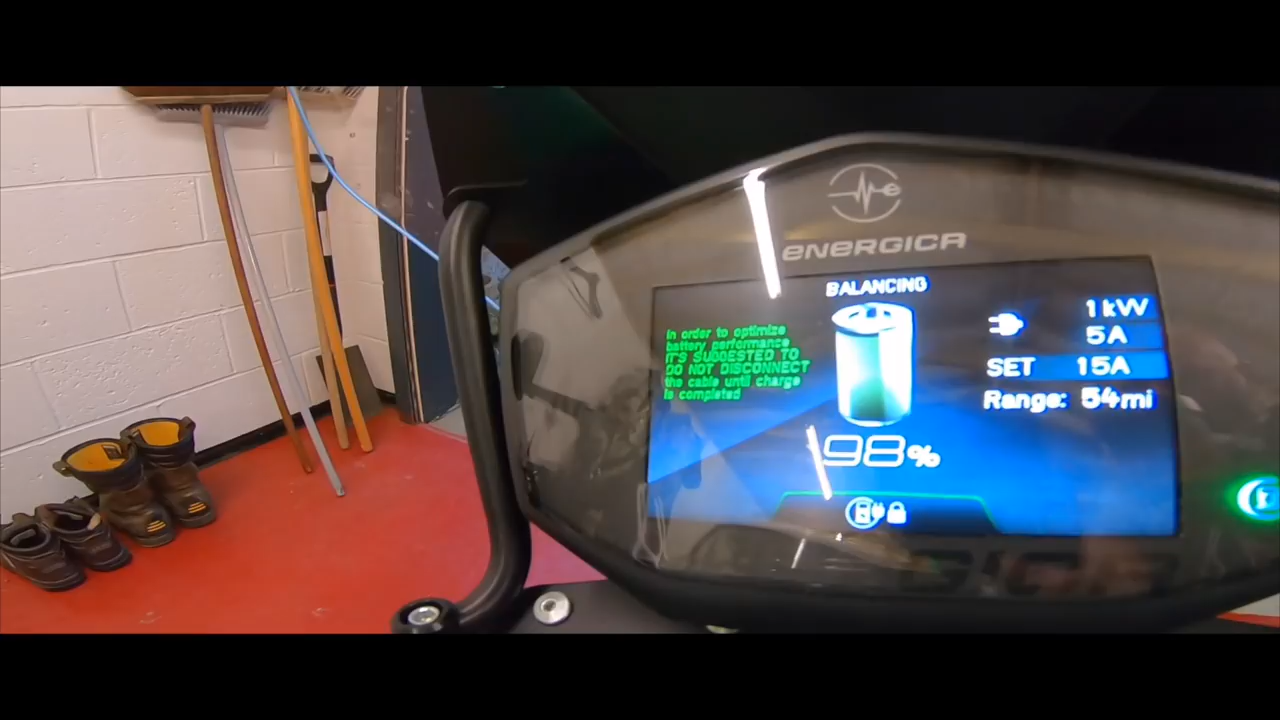 ENERGICA
BALANCING
In order to optimize
battery performance
IT'S SUGGESTED TO
DO NOT DISCONNECT
the cable until charge
is completed
1kW
5A
SET 15A
Range: 54mi
98%